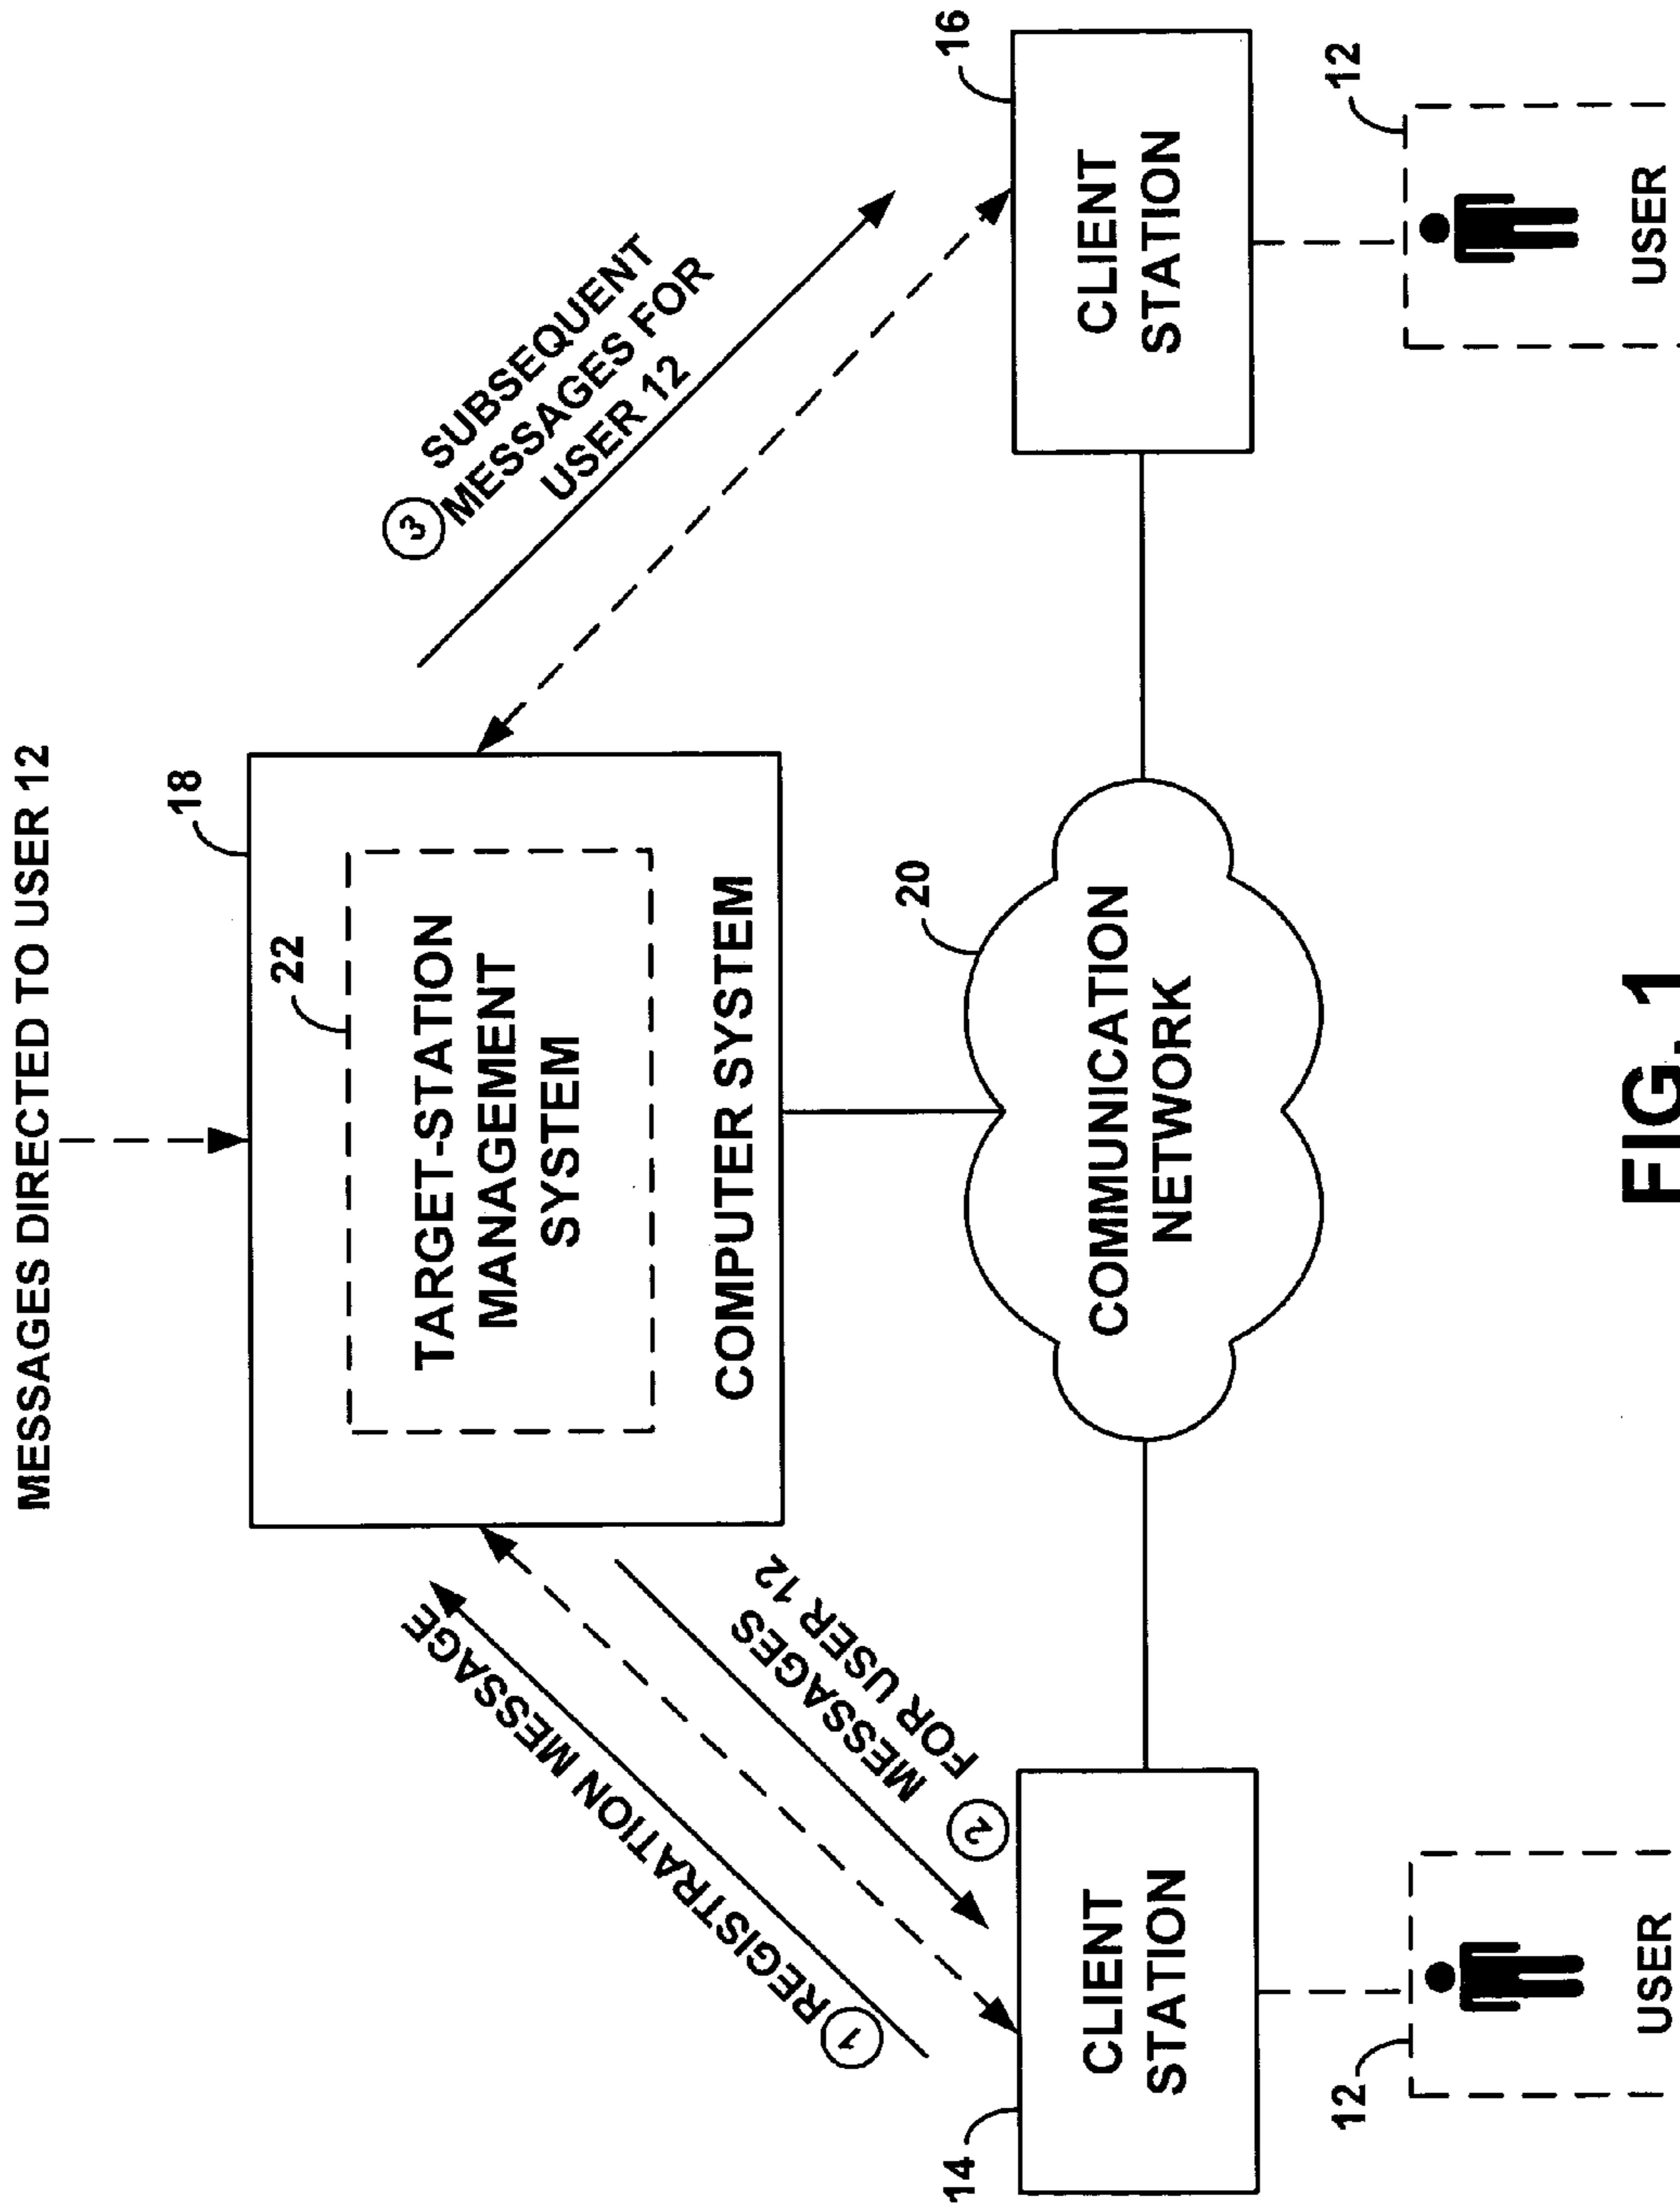 MESSAGES DIRECTED TO USER 12
18
22
TARGET-STATION
MANAGEMENT
SYSTEM
COMPUTER SYSTEM
1 REGISTRATION MESSAGE
2 MESSAGES
FOR USER 12
SUBSEQUENT
3 MESSAGES FOR
USER 12
20
COMMUNICATION
NETWORK
14
CLIENT
STATION
16
CLIENT
STATION
12
USER
12
USER
FIG. 1